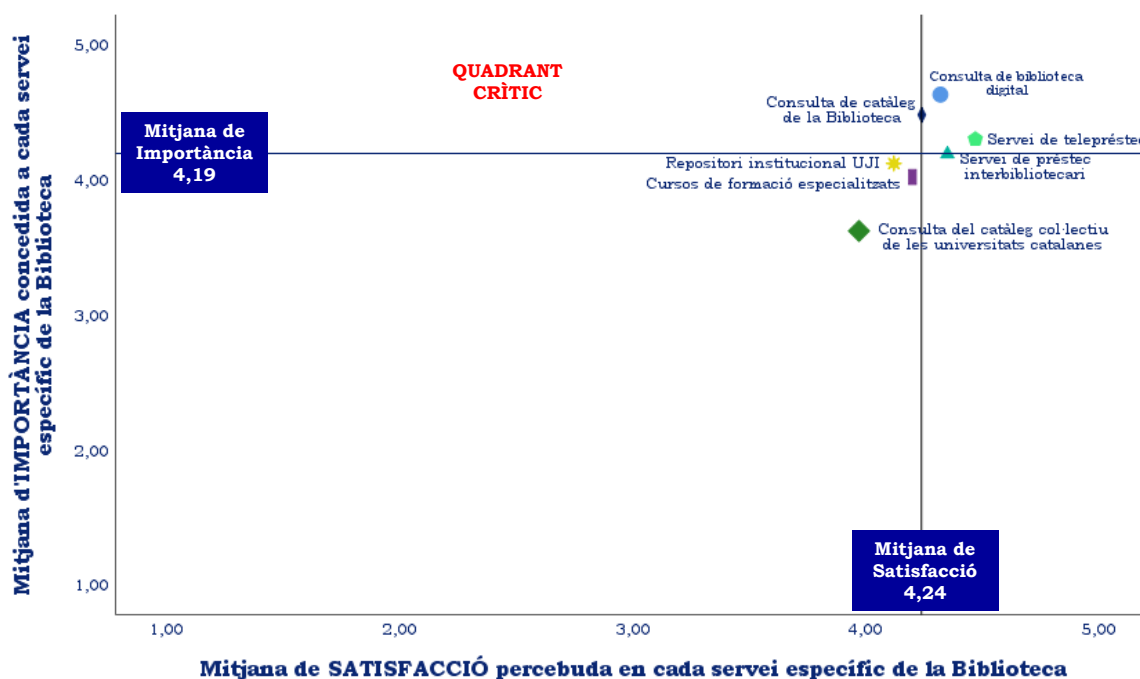 Mitjana d'IMPORTÀNCIA concedida a cada servei
específic de la Biblioteca
5,00
4,00
3,00
2,00
1,00
QUADRANT
CRÌTIC
Mitjana de
Importància
4,19
Consulta de biblioteca
digital
Consulta de catàleg
de la Biblioteca
Servei de telepréstec
Repositori institucional UJI
Servei de préstec
interbibliotecari
Cursos de formació especialitzats
Consulta del catàleg col·lectiu
de les universitats catalanes
Mitjana de
Satisfacció
4,24
1,00
2,00
3,00
4,00
5,00
Mitjana de SATISFACCIÓ percebuda en cada servei específic de la Biblioteca